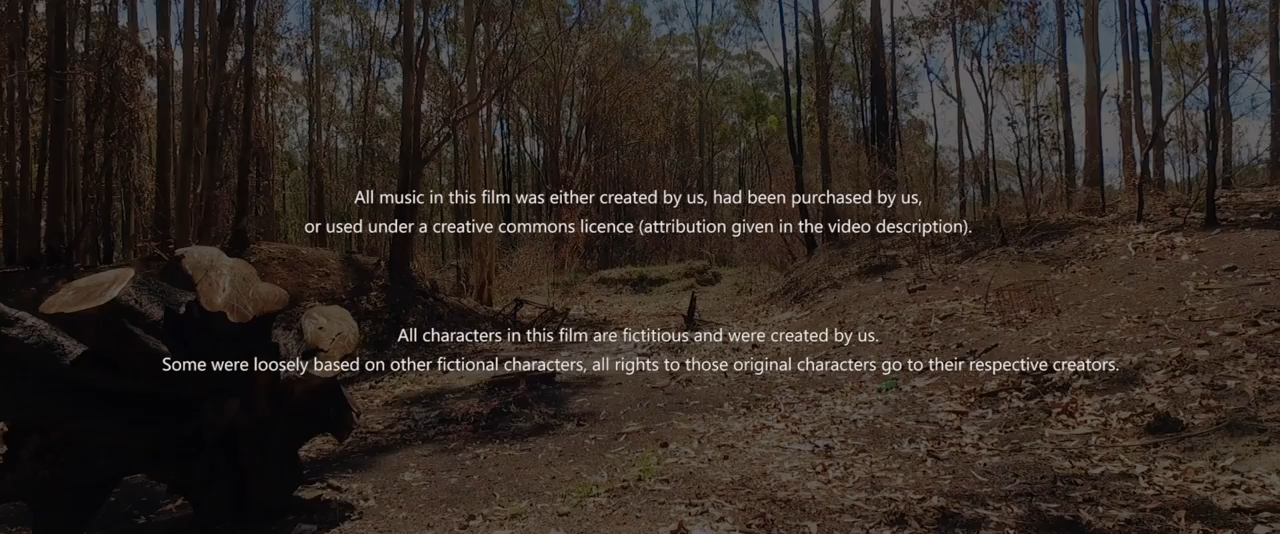 All music in this film was either created by us, had been purchased by us,
or used under a creative commons licence (attribution given in the video description).
All characters in this film are fictitious and were created by us.
Some were loosely based on other fictional characters, all rights to those original characters go to their respective creators.